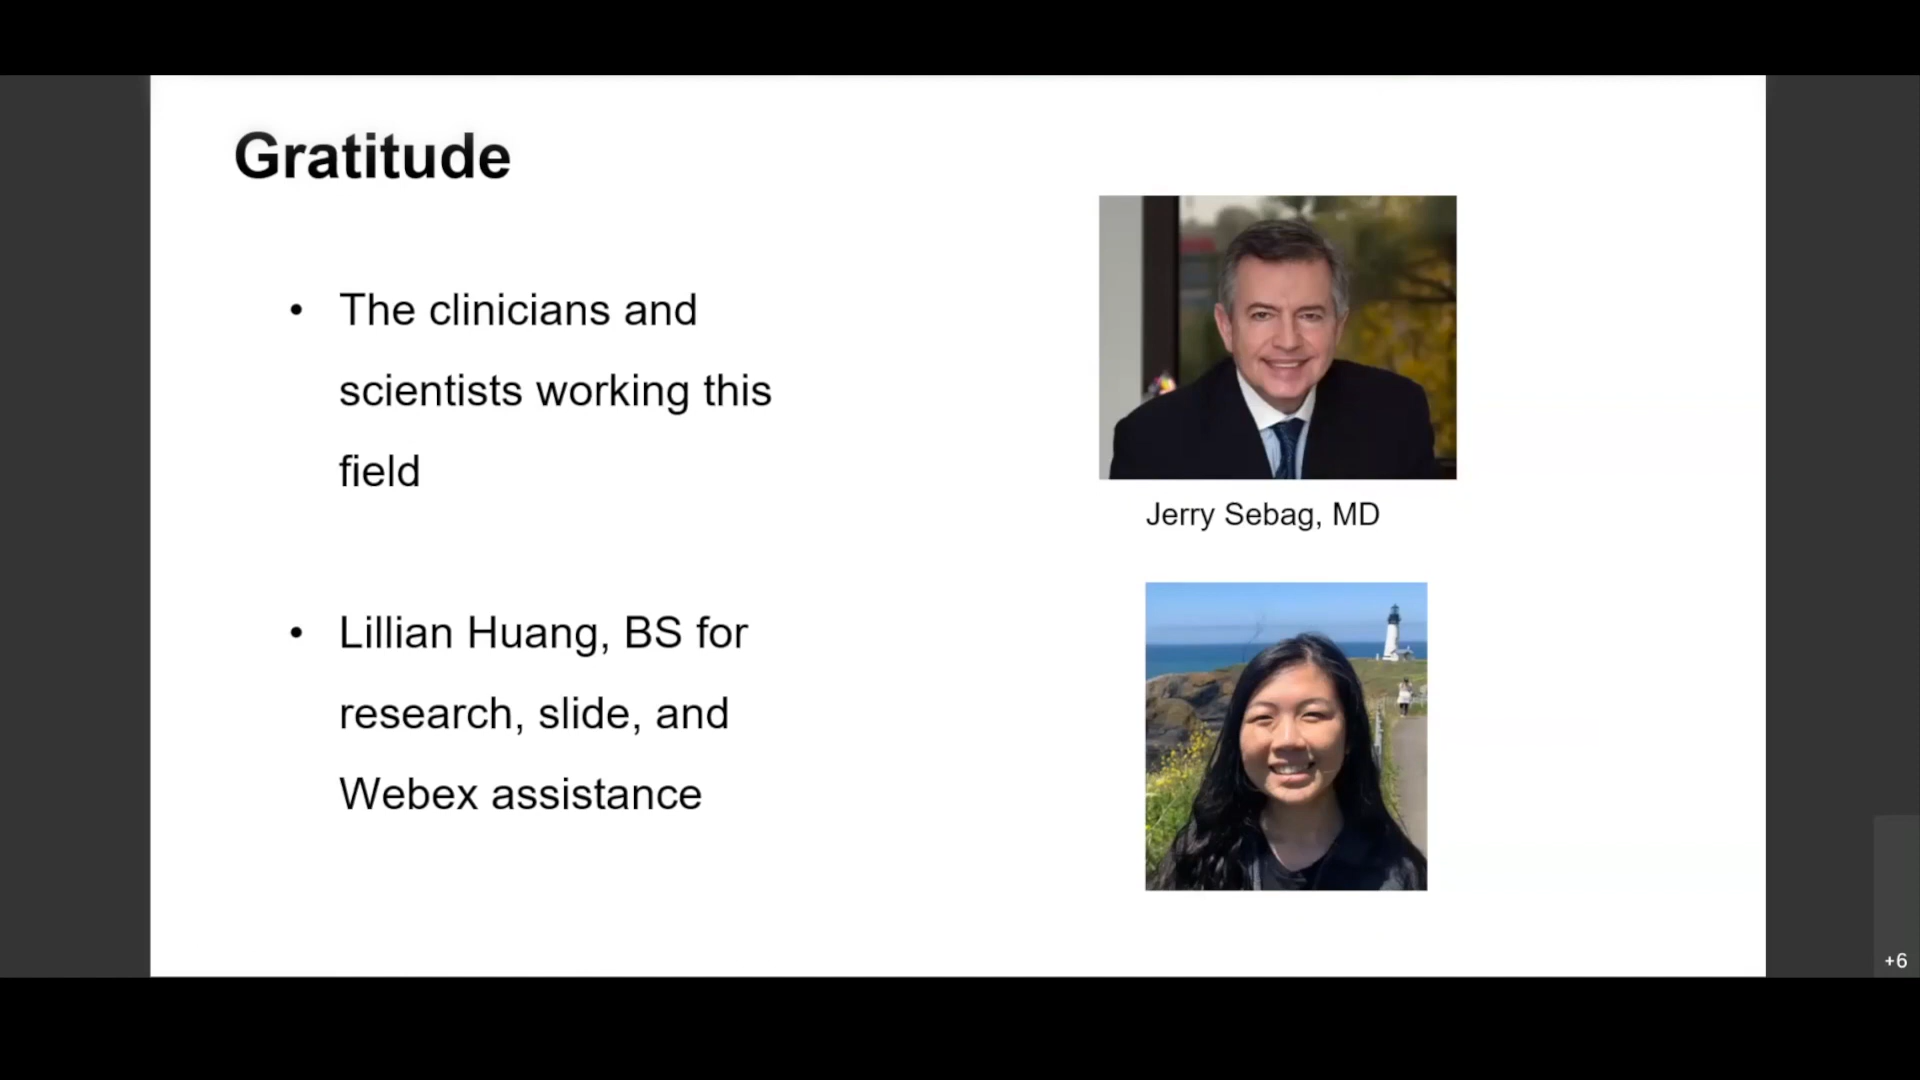 Gratitude
• The clinicians and
scientists working this
field
Jerry Sebag, MD
• Lillian Huang, BS for
research, slide, and
Webex assistance
+6